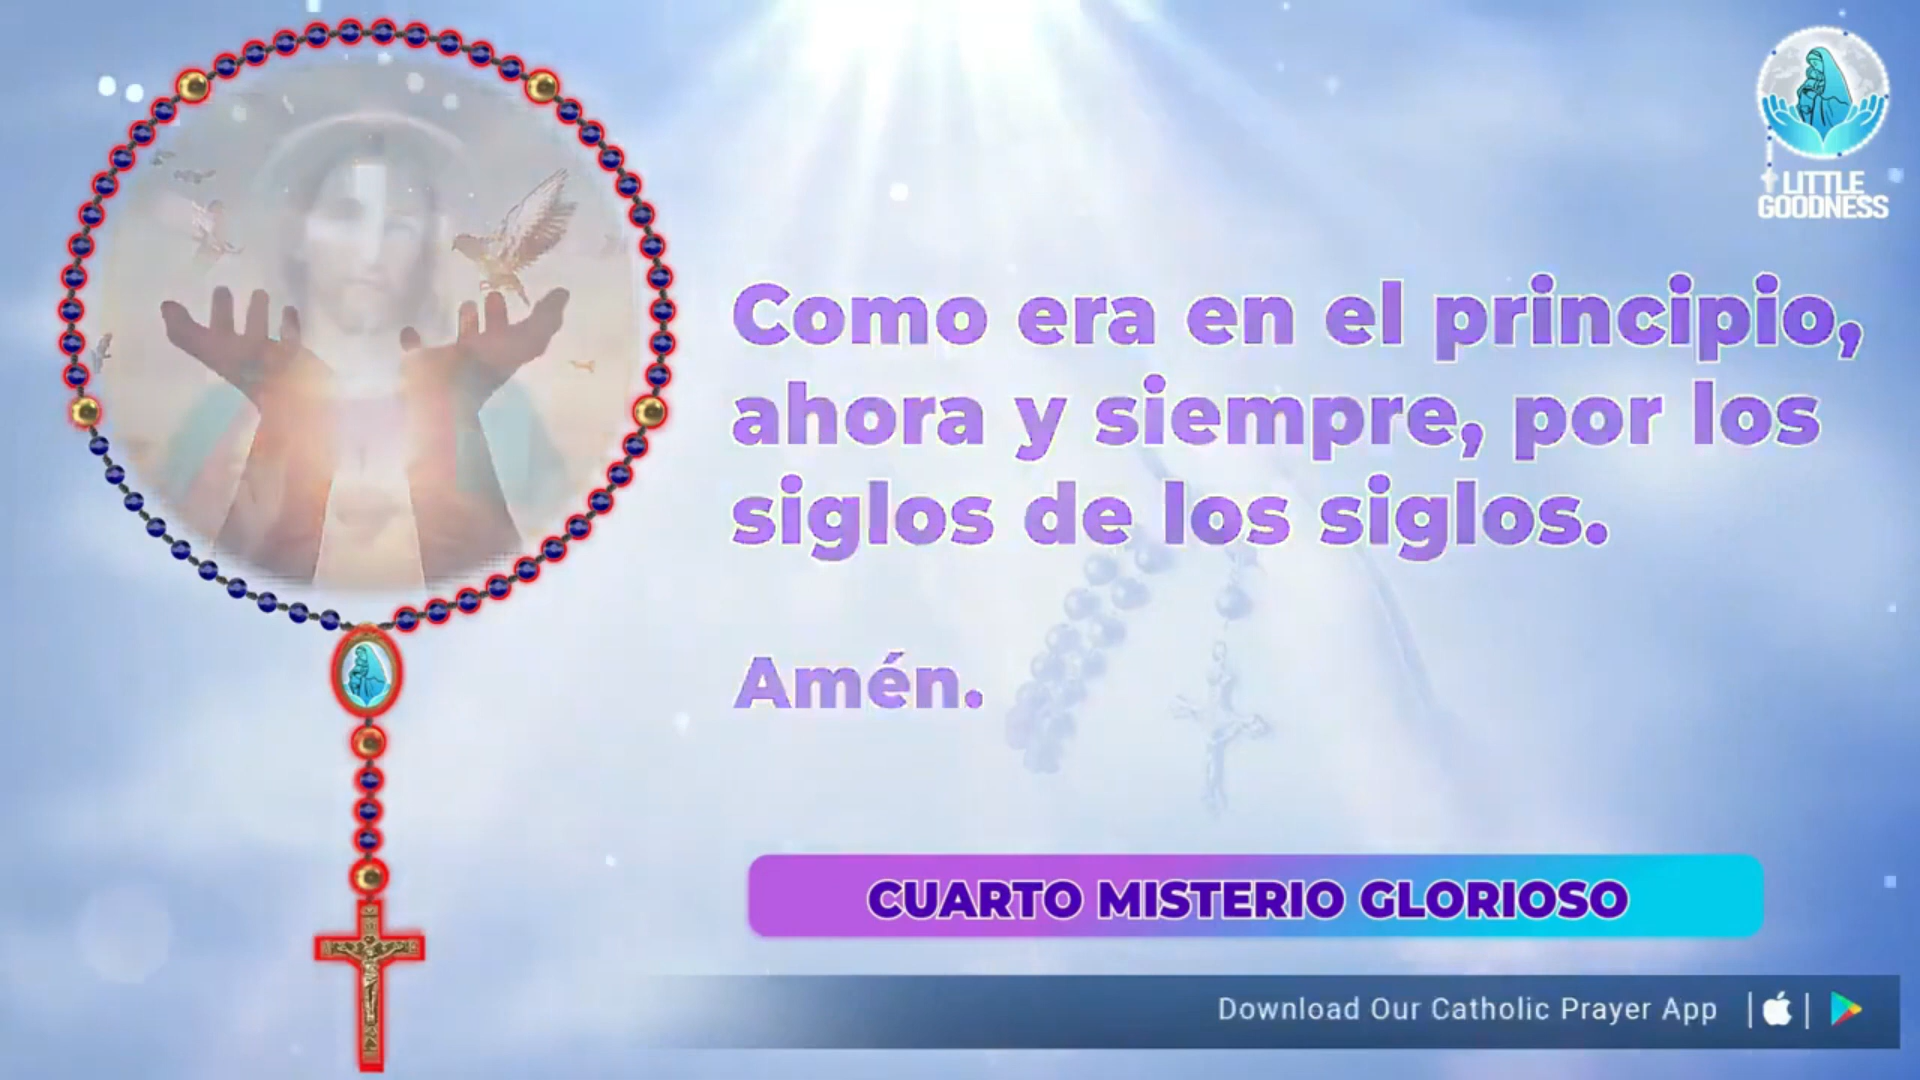 LITTLE
GOODNESS
Como era en el principio,
ahora y siempre, por los
siglos de los siglos.
Amén.
CUARTO MISTERIO GLORIOSO
Download Our Catholic Prayer App